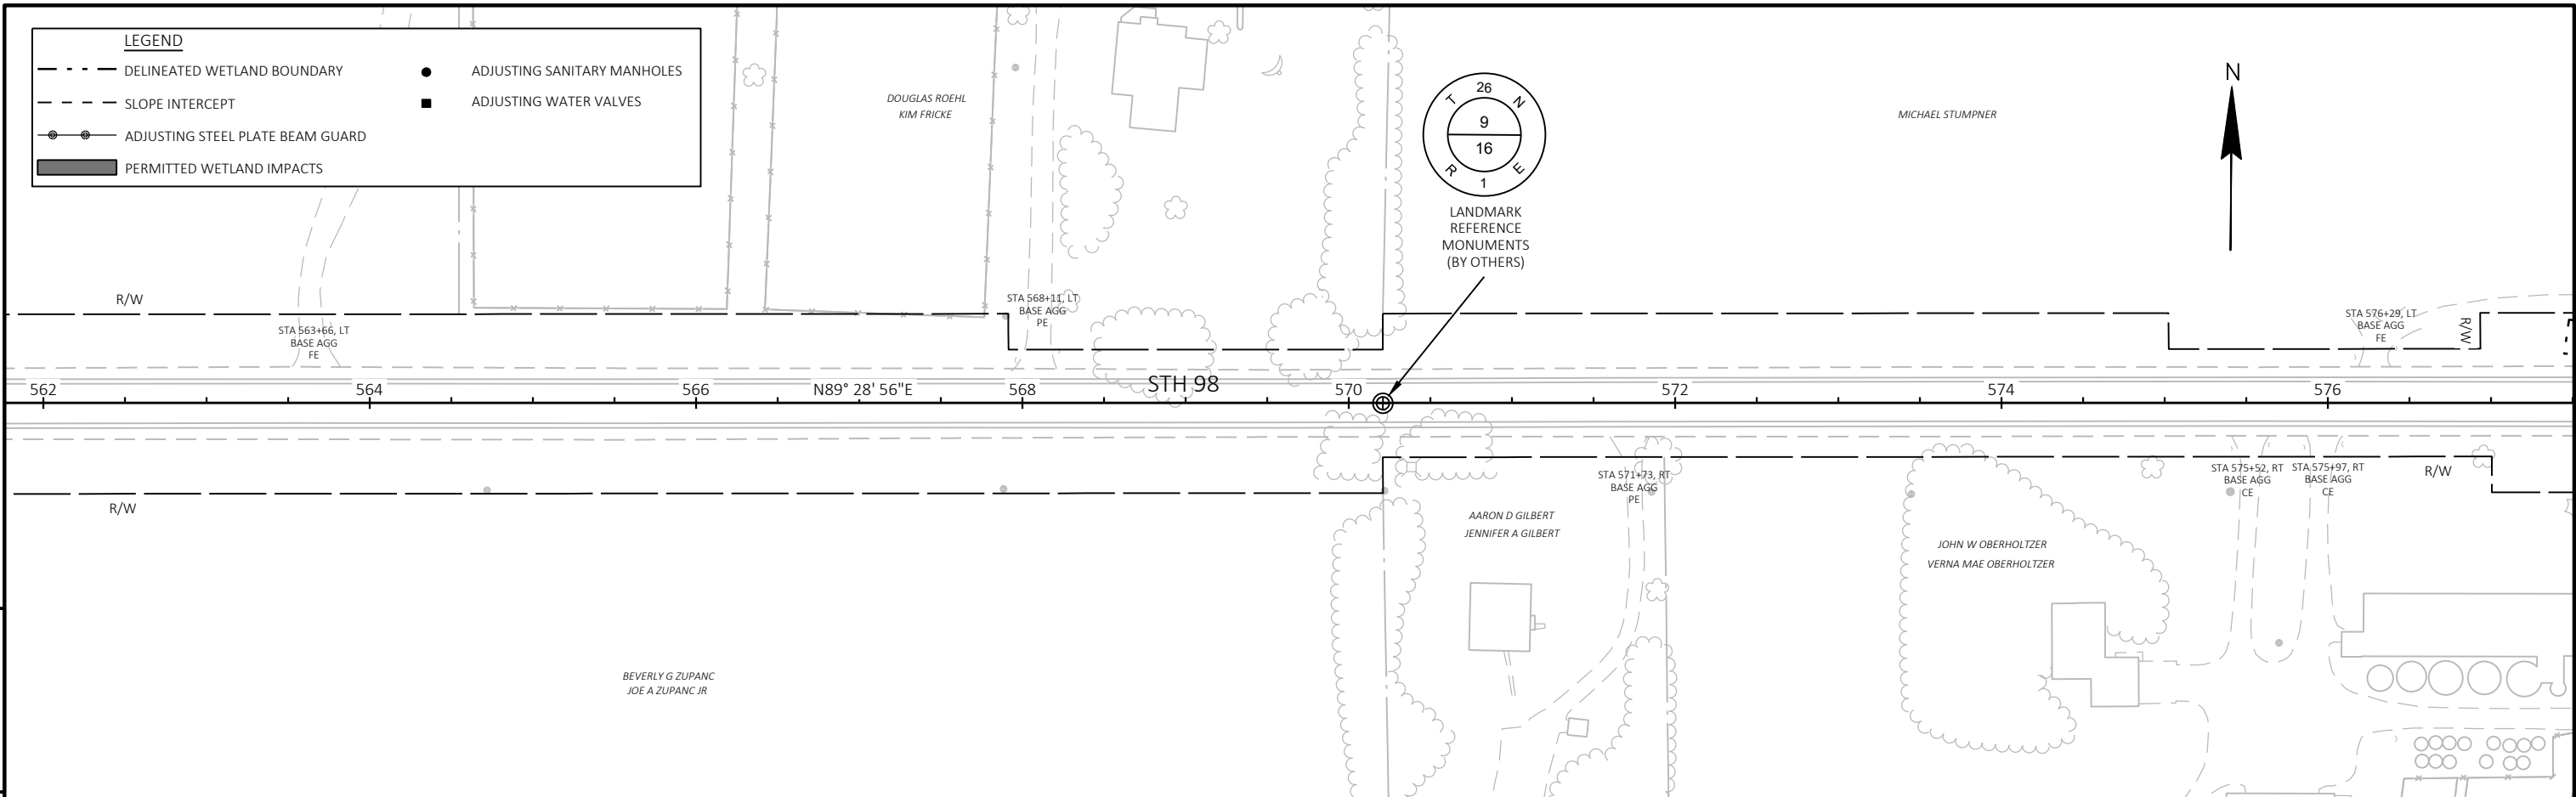 LEGEND
DELINEATED WETLAND BOUNDARY
SLOPE INTERCEPT
ADJUSTING STEEL PLATE BEAM GUARD
PERMITTED WETLAND IMPACTS
ADJUSTING SANITARY MANHOLES
ADJUSTING WATER VALVES
DOUGLAS ROEHL
KIM FRICKE
T 26 N
9
16
R 1 E
LANDMARK
REFERENCE
MONUMENTS
(BY OTHERS)
MICHAEL STUMPNER
N
R/W
STA 563+66, LT
BASE AGG
FE
STA 568+11, LT
BASE AGG
PE
STA 576+29, LT
BASE AGG
FE
R/W
562
564
566
N89° 28' 56"E
568
STH 98
570
572
574
576
R/W
STA 571+73, RT
BASE AGG
PE
STA 575+52, RT
BASE AGG
CE
STA 575+97, RT
BASE AGG
CE
R/W
AARON D GILBERT
JENNIFER A GILBERT
JOHN W OBERHOLTZER
VERNA MAE OBERHOLTZER
BEVERLY G ZUPANC
JOE A ZUPANC JR